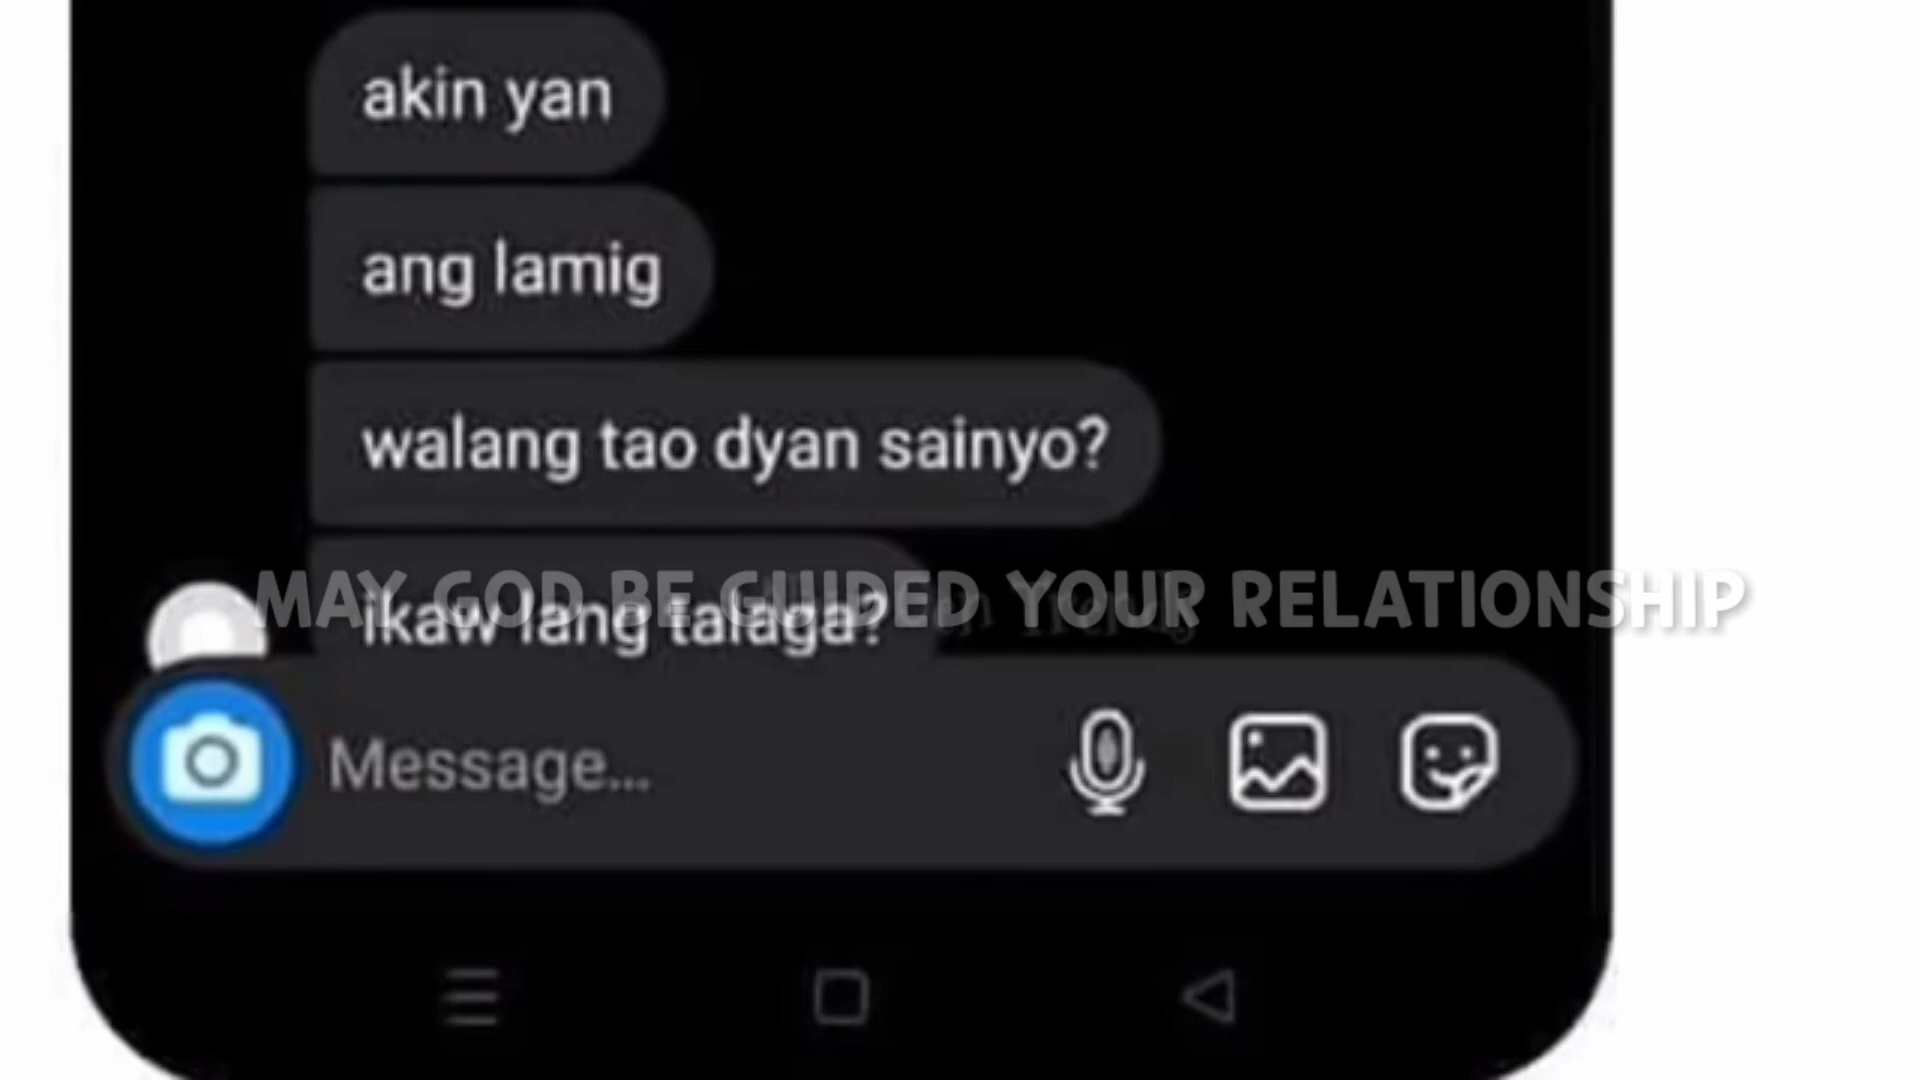 akin yan
ang lamig
walang tao dyan sainyo?
ikaw lang talaga?
MAY GOD BE GUIDED YOUR RELATIONSHIP
Message...